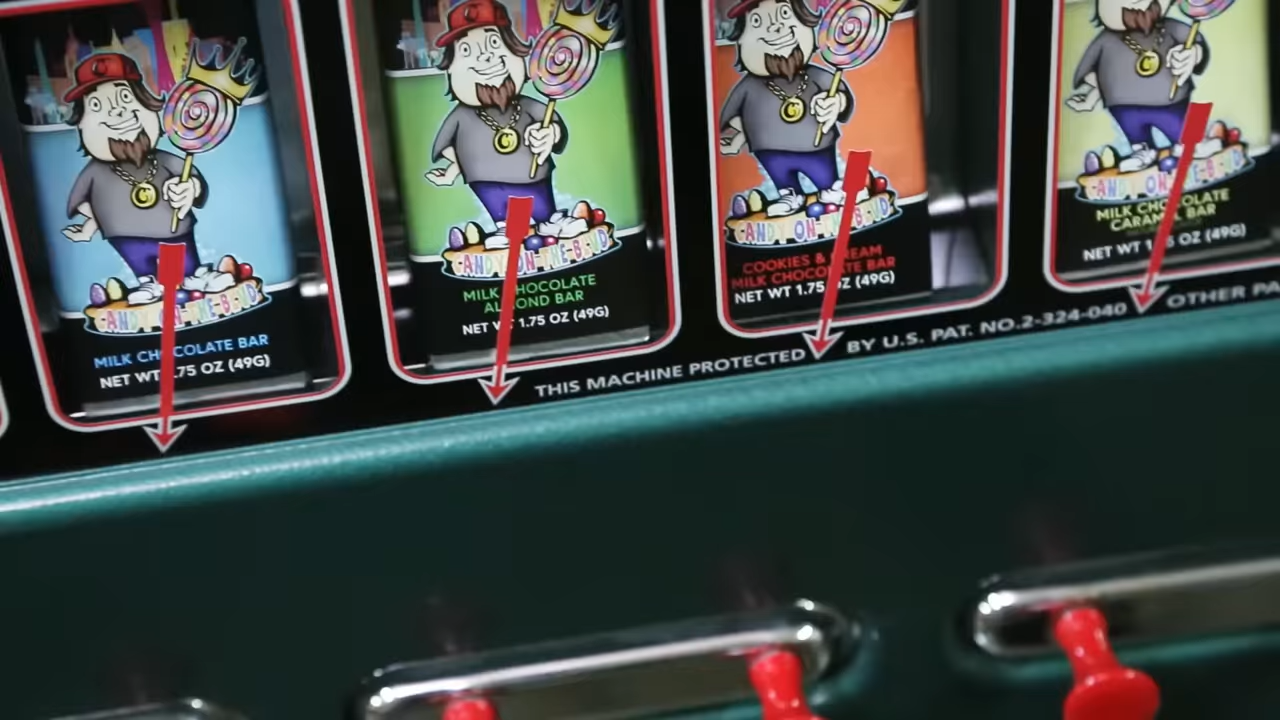 CANDY-ON-THE-BLVD
MILK CHOCOLATE BAR
NET WT 1.75 OZ (49G)
CANDY-ON-THE-BLVD
MILK CHOCOLATE
ALMOND BAR
NET WT 1.75 OZ (49G)
CANDY-ON-THE-BLVD
COOKIES & CREAM
MILK CHOCOLATE BAR
NET WT 1.75 OZ (49G)
CANDY-ON-THE-BLVD
MILK CHOCOLATE
CARAMEL BAR
NET WT 1.75 OZ (49G)
THIS MACHINE PROTECTED BY U.S. PAT. NO.2-324-040 OTHER PA